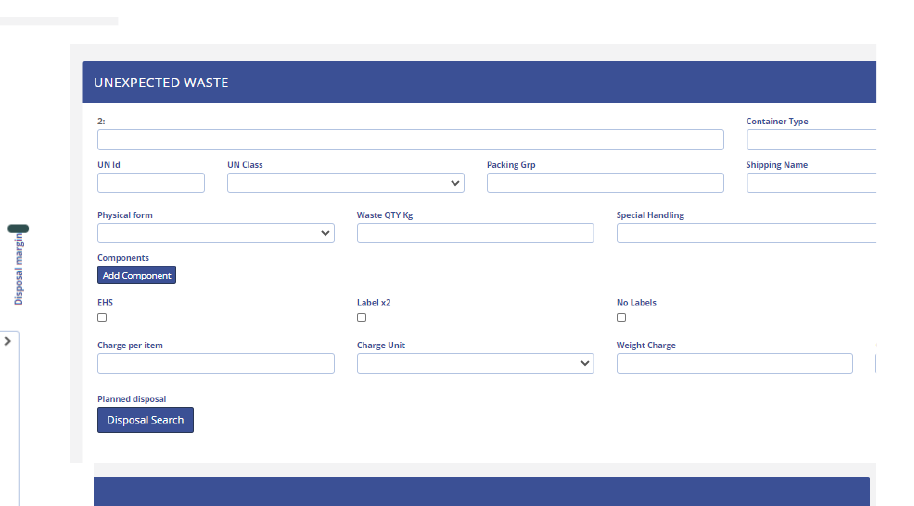 UNEXPECTED WASTE
2:
Container Type
UN Id
UN Class
Packing Grp
Shipping Name
Physical form
Waste QTY Kg
Special Handling
Components
Add Component
EHS
Label x2
No Labels
Charge per item
Charge Unit
Weight Charge
Planned disposal
Disposal Search
Disposal margin